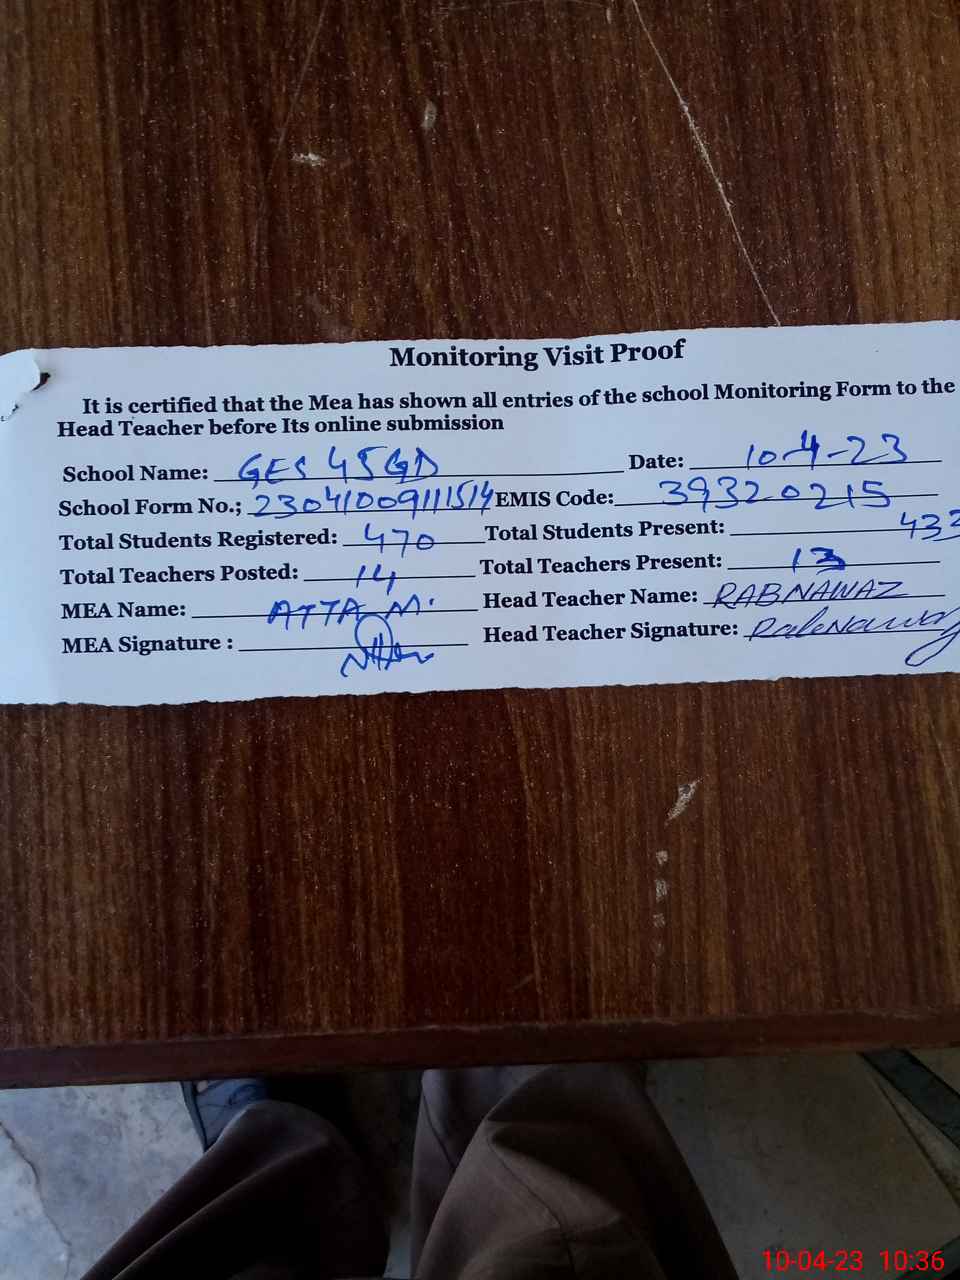 Monitoring Visit Proof
It is certified that the Mea has shown all entries of the school Monitoring Form to the
Head Teacher before Its online submission
School Name: GES 45GD Date: 10-4-23
School Form No.; 23041009111514 EMIS Code: 39320215
Total Students Registered: 470 Total Students Present: 433
Total Teachers Posted: 14 Total Teachers Present: 13
MEA Name: ATTA M. Head Teacher Name: RABNAWAZ
MEA Signature : Head Teacher Signature: Rabnawaz
10-04-23 10:36